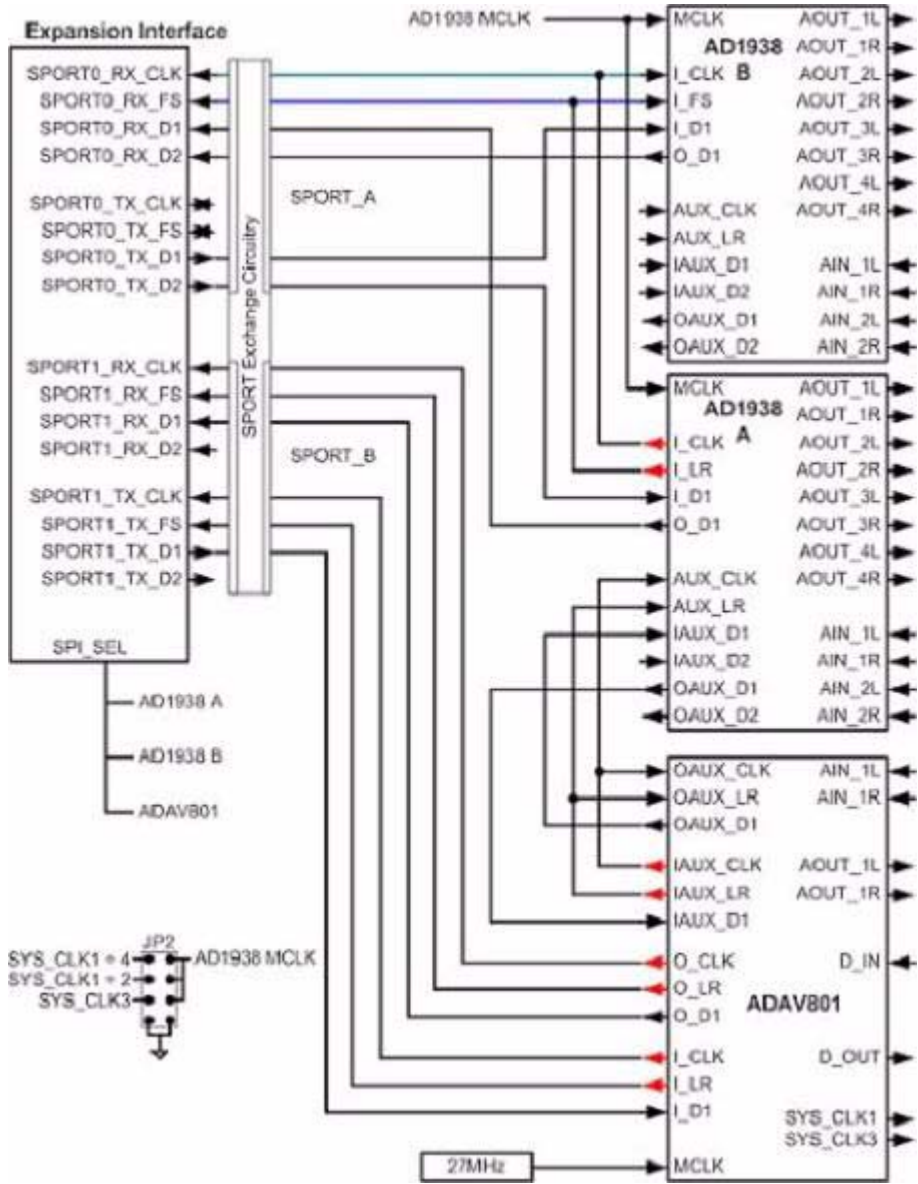 Expansion Interface
SPORT0_RX_CLK
SPORT0_RX_FS
SPORT0_RX_D1
SPORT0_RX_D2
SPORT0_TX_CLK
SPORT0_TX_FS
SPORT0_TX_D1
SPORT0_TX_D2
SPORT1_RX_CLK
SPORT1_RX_FS
SPORT1_RX_D1
SPORT1_RX_D2
SPORT1_TX_CLK
SPORT1_TX_FS
SPORT1_TX_D1
SPORT1_TX_D2
SPI_SEL
AD1938 A
AD1938 B
ADAV801
SPORT Exchange Circuitry
SPORT_A
SPORT_B
JP2
SYS_CLK1 ÷ 4
SYS_CLK1 ÷ 2
SYS_CLK3
AD1938 MCLK
AD1938 MCLK
AD1938
B
MCLK
I_CLK
I_FS
I_D1
O_D1
AUX_CLK
AUX_LR
IAUX_D1
IAUX_D2
OAUX_D1
OAUX_D2
AOUT_1L
AOUT_1R
AOUT_2L
AOUT_2R
AOUT_3L
AOUT_3R
AOUT_4L
AOUT_4R
AIN_1L
AIN_1R
AIN_2L
AIN_2R
AD1938
A
MCLK
I_CLK
I_LR
I_D1
O_D1
AUX_CLK
AUX_LR
IAUX_D1
IAUX_D2
OAUX_D1
OAUX_D2
AOUT_1L
AOUT_1R
AOUT_2L
AOUT_2R
AOUT_3L
AOUT_3R
AOUT_4L
AOUT_4R
AIN_1L
AIN_1R
AIN_2L
AIN_2R
OAUX_CLK
OAUX_LR
OAUX_D1
IAUX_CLK
IAUX_LR
IAUX_D1
O_CLK
O_LR
O_D1
I_CLK
I_LR
I_D1
MCLK
AIN_1L
AIN_1R
AOUT_1L
AOUT_1R
D_IN
ADAV801
D_OUT
SYS_CLK1
SYS_CLK3
27MHz